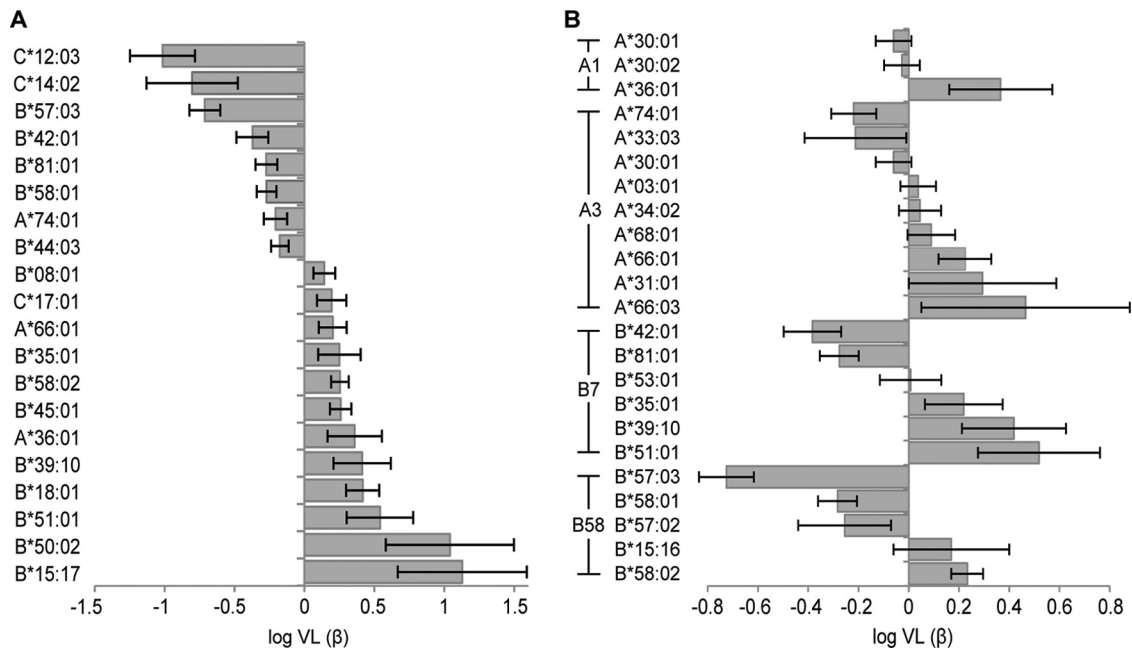 A
C*12:03
C*14:02
B*57:03
B*42:01
B*81:01
B*58:01
A*74:01
B*44:03
B*08:01
C*17:01
A*66:01
B*35:01
B*58:02
B*45:01
A*36:01
B*39:10
B*18:01
B*51:01
B*50:02
B*15:17
-1.5 -1 -0.5 0 0.5 1 1.5
log VL (β)
B
A1
A*30:01
A*30:02
A*36:01
A3
A*74:01
A*33:03
A*30:01
A*03:01
A*34:02
A*68:01
A*66:01
A*31:01
A*66:03
B7
B*42:01
B*81:01
B*53:01
B*35:01
B*39:10
B*51:01
B58
B*57:03
B*58:01
B*57:02
B*15:16
B*58:02
-0.8 -0.6 -0.4 -0.2 0 0.2 0.4 0.6 0.8
log VL (β)